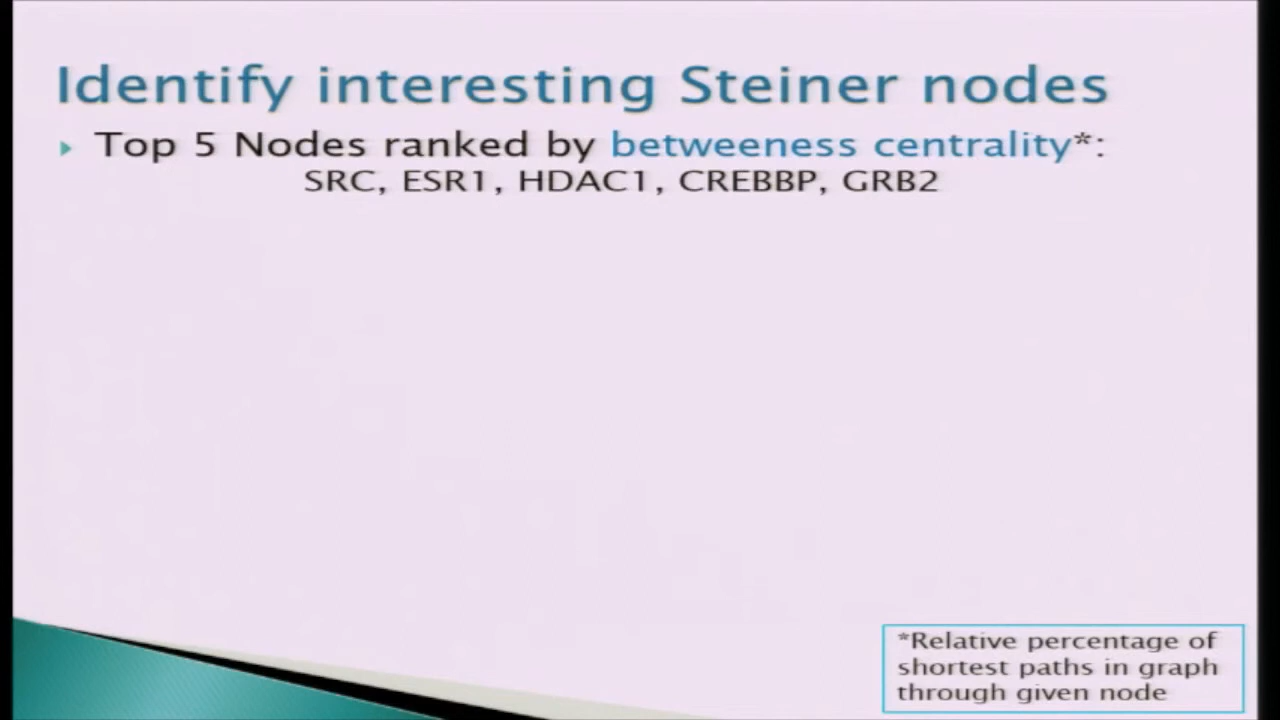 Identify interesting Steiner nodes
Top 5 Nodes ranked by betweeness centrality*:
SRC, ESR1, HDAC1, CREBBP, GRB2
*Relative percentage of
shortest paths in graph
through given node